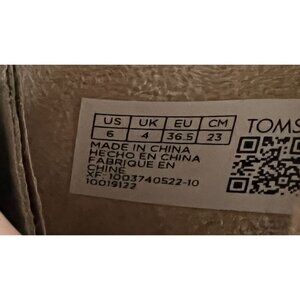 US UK EU CM
6 4 36.5 23
TOMS
MADE IN CHINA
HECHO EN CHINA
FABRIQUE EN
CHINE
XF-1003740522-10
10019122